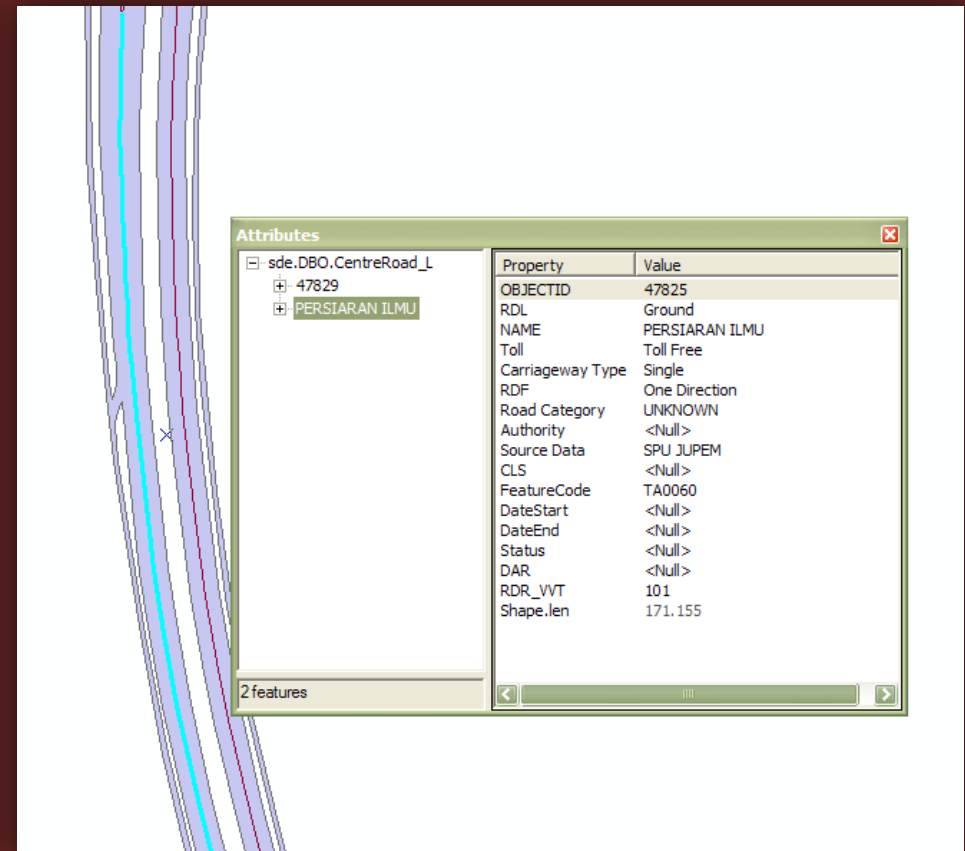 Attributes
sde.DBO.CentreRoad_L
47829
PERSIARAN ILMU
2 features
Property Value
OBJECTID 47825
RDL Ground
NAME PERSIARAN ILMU
Toll Toll Free
Carriageway Type Single
RDF One Direction
Road Category UNKNOWN
Authority <Null>
Source Data SPU JUPEM
CLS <Null>
FeatureCode TA0060
DateStart <Null>
DateEnd <Null>
Status <Null>
DAR <Null>
RDR_VVT 101
Shape.len 171.155